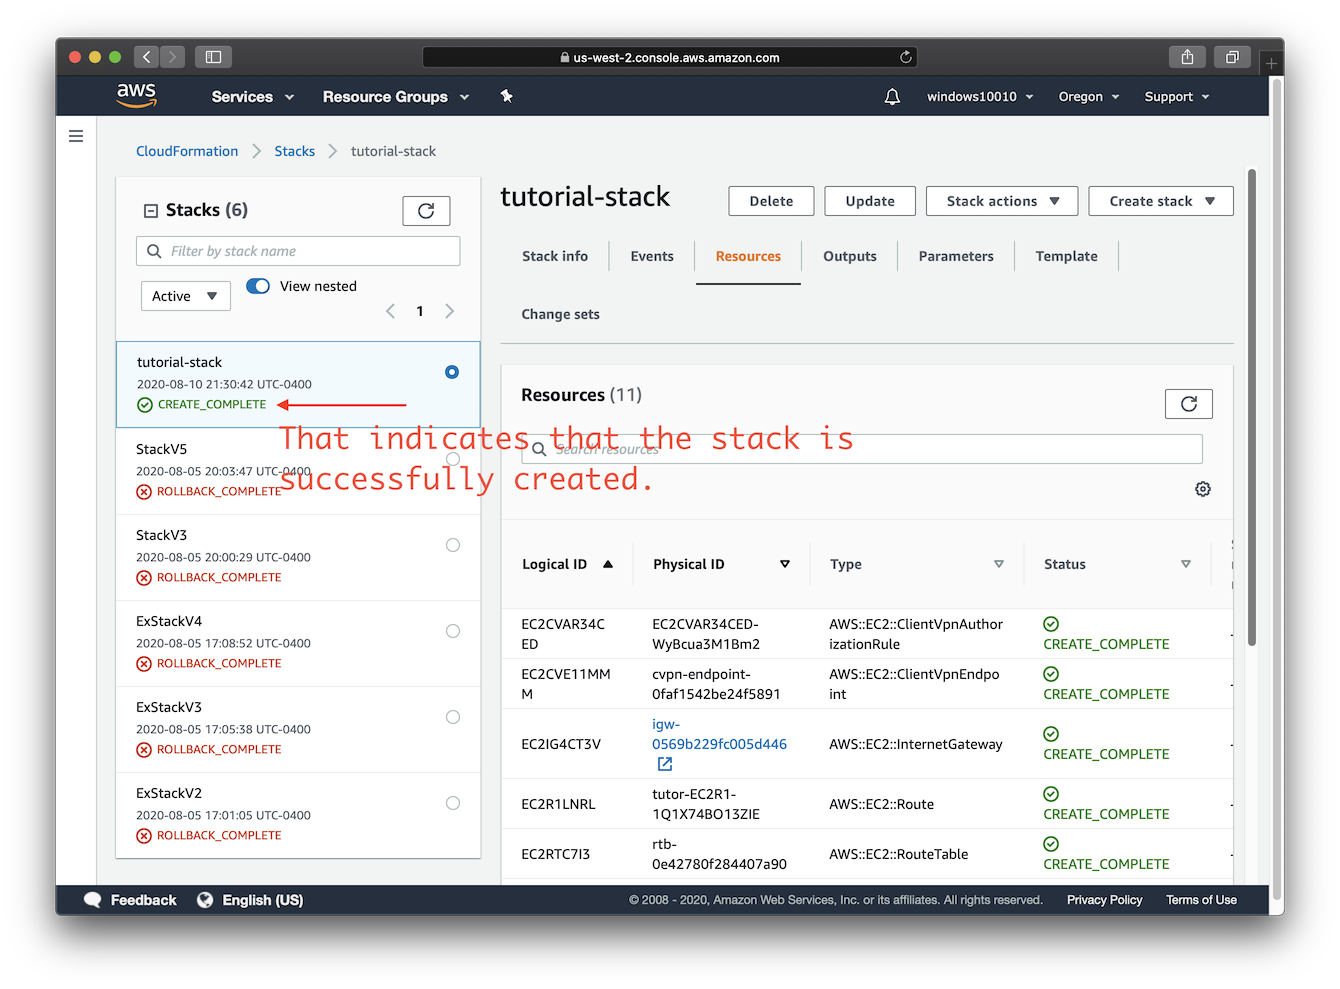 us-west-2.console.aws.amazon.com
aws
Services
Resource Groups
windows10010
Oregon
Support
CloudFormation
Stacks
tutorial-stack
Stacks (6)
Filter by stack name
Active
View nested
1
tutorial-stack
2020-08-10 21:30:42 UTC-0400
CREATE_COMPLETE
StackV5
2020-08-05 20:03:47 UTC-0400
ROLLBACK_COMPLETE
StackV3
2020-08-05 20:00:29 UTC-0400
ROLLBACK_COMPLETE
ExStackV4
2020-08-05 17:08:52 UTC-0400
ROLLBACK_COMPLETE
ExStackV3
2020-08-05 17:05:38 UTC-0400
ROLLBACK_COMPLETE
ExStackV2
2020-08-05 17:01:05 UTC-0400
ROLLBACK_COMPLETE
That indicates that the stack is
successfully created.
tutorial-stack
Delete
Update
Stack actions
Create stack
Stack info
Events
Resources
Outputs
Parameters
Template
Change sets
Resources (11)
Search resources
Logical ID
Physical ID
Type
Status
EC2CVAR34C
ED
EC2CVAR34CED-
WyBcua3M1Bm2
AWS::EC2::ClientVpnAuthor
izationRule
CREATE_COMPLETE
EC2CVE11MM
M
cvpn-endpoint-
0faf1542be24f5891
AWS::EC2::ClientVpnEndpo
int
CREATE_COMPLETE
EC2IG4CT3V
igw-
0569b229fc005d446
AWS::EC2::InternetGateway
CREATE_COMPLETE
EC2R1LNRL
tutor-EC2R1-
1Q1X74BO13ZIE
AWS::EC2::Route
CREATE_COMPLETE
EC2RTC7I3
rtb-
0e42780f284407a90
AWS::EC2::RouteTable
CREATE_COMPLETE
Feedback
English (US)
© 2008 - 2020, Amazon Web Services, Inc. or its affiliates. All rights reserved.
Privacy Policy
Terms of Use